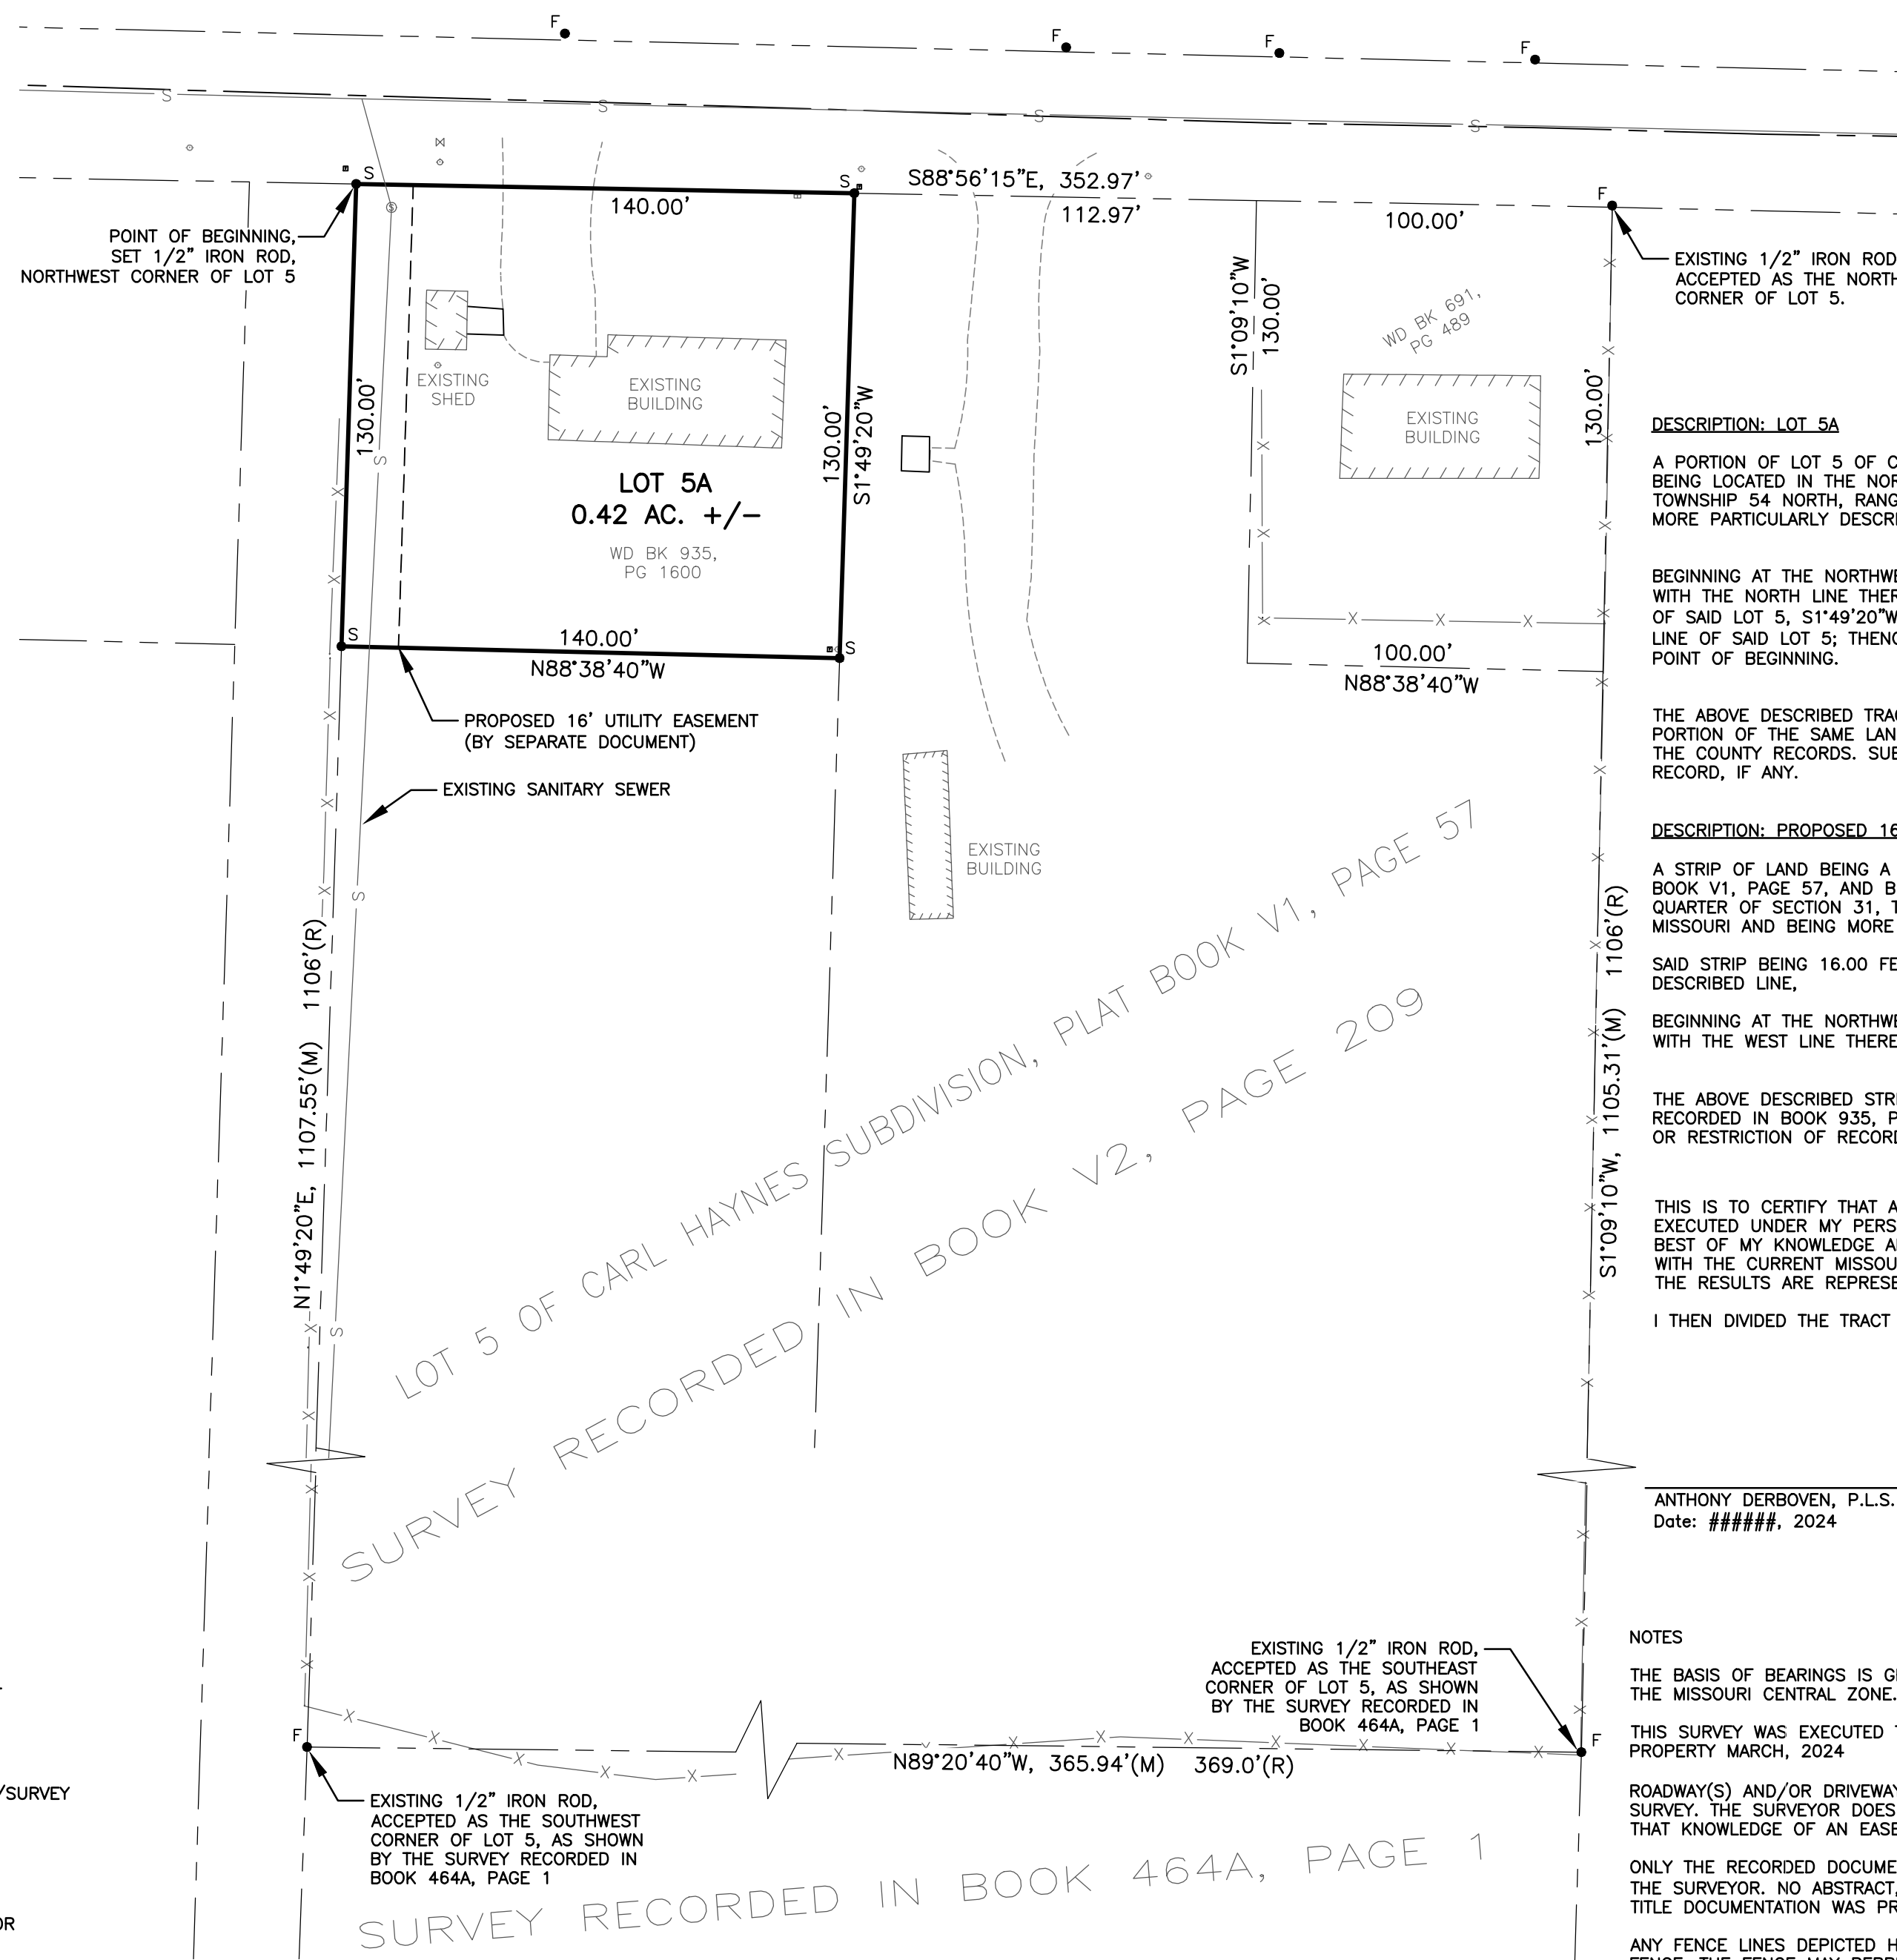 F
F
F
F
S
S
S
S
S
S
S88°56'15"E, 352.97'
140.00'
112.97'
100.00'
F
S
POINT OF BEGINNING,
SET 1/2" IRON ROD,
NORTHWEST CORNER OF LOT 5
EXISTING 1/2" IRON ROD
ACCEPTED AS THE NORTH
CORNER OF LOT 5.
S1°09'10"W
130.00'
WD BK 691,
PG 489
EXISTING
SHED
EXISTING
BUILDING
EXISTING
BUILDING
130.00'
130.00'
S1°49'20"W
130.00'
S
LOT 5A
0.42 AC. +/-
WD BK 935,
PG 1600
S
S
140.00'
N88°38'40"W
100.00'
N88°38'40"W
PROPOSED 16' UTILITY EASEMENT
(BY SEPARATE DOCUMENT)
EXISTING SANITARY SEWER
EXISTING
BUILDING
S
S
N1°49'20"E, 1107.55'(M) 1106'(R)
S1°09'10"W, 1105.31'(M) 1106'(R)
LOT 5 OF CARL HAYNES SUBDIVISION, PLAT BOOK V1, PAGE 57
SURVEY RECORDED IN BOOK V2, PAGE 209
DESCRIPTION: LOT 5A
A PORTION OF LOT 5 OF C
BEING LOCATED IN THE NOR
TOWNSHIP 54 NORTH, RANG
MORE PARTICULARLY DESCRI
BEGINNING AT THE NORTHWE
WITH THE NORTH LINE THER
OF SAID LOT 5, S1°49'20"W
LINE OF SAID LOT 5; THENC
POINT OF BEGINNING.
THE ABOVE DESCRIBED TRAC
PORTION OF THE SAME LAN
THE COUNTY RECORDS. SUB
RECORD, IF ANY.
DESCRIPTION: PROPOSED 16
A STRIP OF LAND BEING A
BOOK V1, PAGE 57, AND B
QUARTER OF SECTION 31, T
MISSOURI AND BEING MORE
SAID STRIP BEING 16.00 FE
DESCRIBED LINE,
BEGINNING AT THE NORTHWE
WITH THE WEST LINE THERE
THE ABOVE DESCRIBED STRI
RECORDED IN BOOK 935, P
OR RESTRICTION OF RECORD
THIS IS TO CERTIFY THAT A
EXECUTED UNDER MY PERS
BEST OF MY KNOWLEDGE A
WITH THE CURRENT MISSOU
THE RESULTS ARE REPRESE
I THEN DIVIDED THE TRACT
ANTHONY DERBOVEN, P.L.S.
Date: ######, 2024
EXISTING 1/2" IRON ROD,
ACCEPTED AS THE SOUTHEAST
CORNER OF LOT 5, AS SHOWN
BY THE SURVEY RECORDED IN
BOOK 464A, PAGE 1
F
F
N89°20'40"W, 365.94'(M) 369.0'(R)
EXISTING 1/2" IRON ROD,
ACCEPTED AS THE SOUTHWEST
CORNER OF LOT 5, AS SHOWN
BY THE SURVEY RECORDED IN
BOOK 464A, PAGE 1
/SURVEY
OR
SURVEY RECORDED IN BOOK 464A, PAGE 1
NOTES
THE BASIS OF BEARINGS IS G
THE MISSOURI CENTRAL ZONE.
THIS SURVEY WAS EXECUTED
PROPERTY MARCH, 2024
ROADWAY(S) AND/OR DRIVEWAY
SURVEY. THE SURVEYOR DOES
THAT KNOWLEDGE OF AN EASE
ONLY THE RECORDED DOCUME
THE SURVEYOR. NO ABSTRACT,
TITLE DOCUMENTATION WAS PR
ANY FENCE LINES DEPICTED H